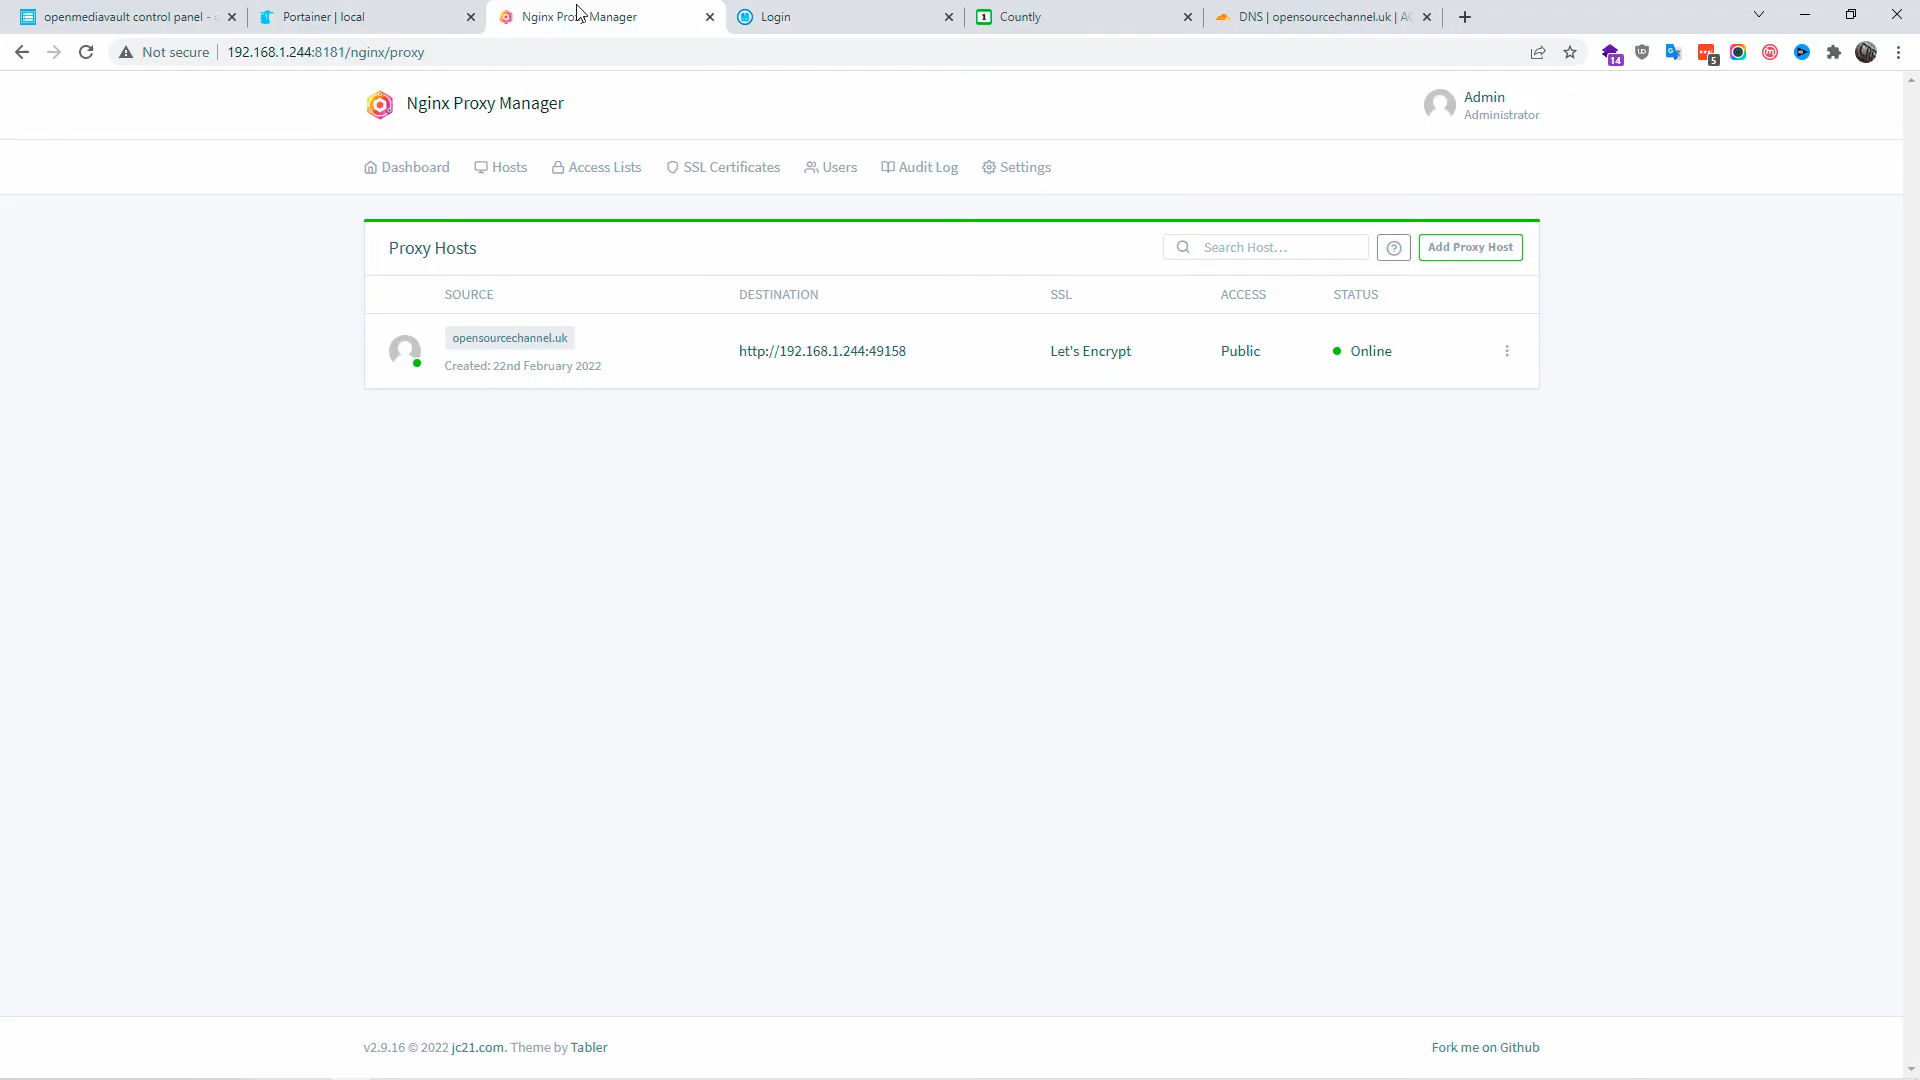 openmediavault control panel -
Portainer | local
Nginx Proxy Manager
Login
Countly
DNS | opensourcechannel.uk | AC
Not secure
192.168.1.244:8181/nginx/proxy
14
5
Nginx Proxy Manager
Admin
Administrator
Dashboard
Hosts
Access Lists
SSL Certificates
Users
Audit Log
Settings
Proxy Hosts
Search Host...
Add Proxy Host
SOURCE
DESTINATION
SSL
ACCESS
STATUS
opensourcechannel.uk
Created: 22nd February 2022
http://192.168.1.244:49158
Let's Encrypt
Public
Online
v2.9.16 © 2022 jc21.com. Theme by Tabler
Fork me on Github